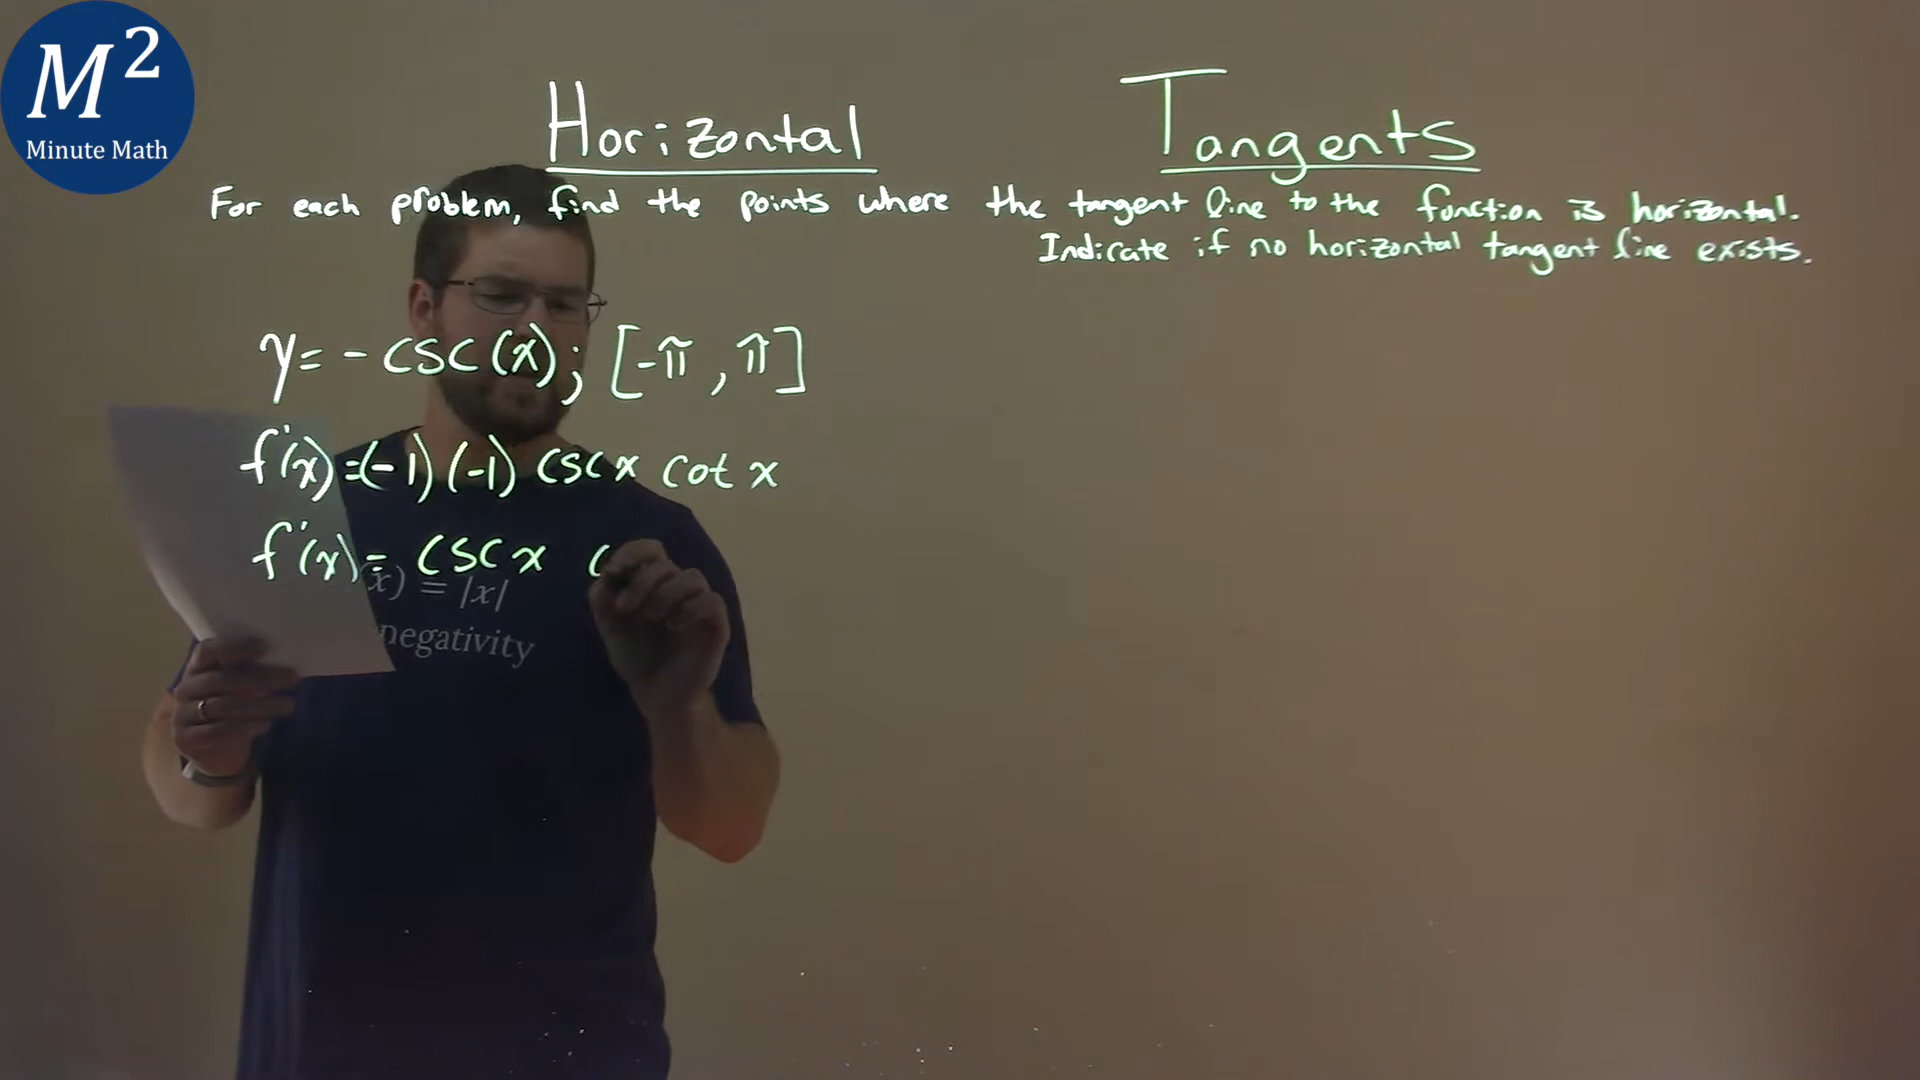 M²
Minute Math
Horizontal Tangents
For each problem, find the points where the tangent line to the function is horizontal.
Indicate if no horizontal tangent line exists.
y = - csc(x); [-π, π]
f'(x) = (-1)(-1) csc x cot x
f'(x) = csc x c
x) = |x|
negativity